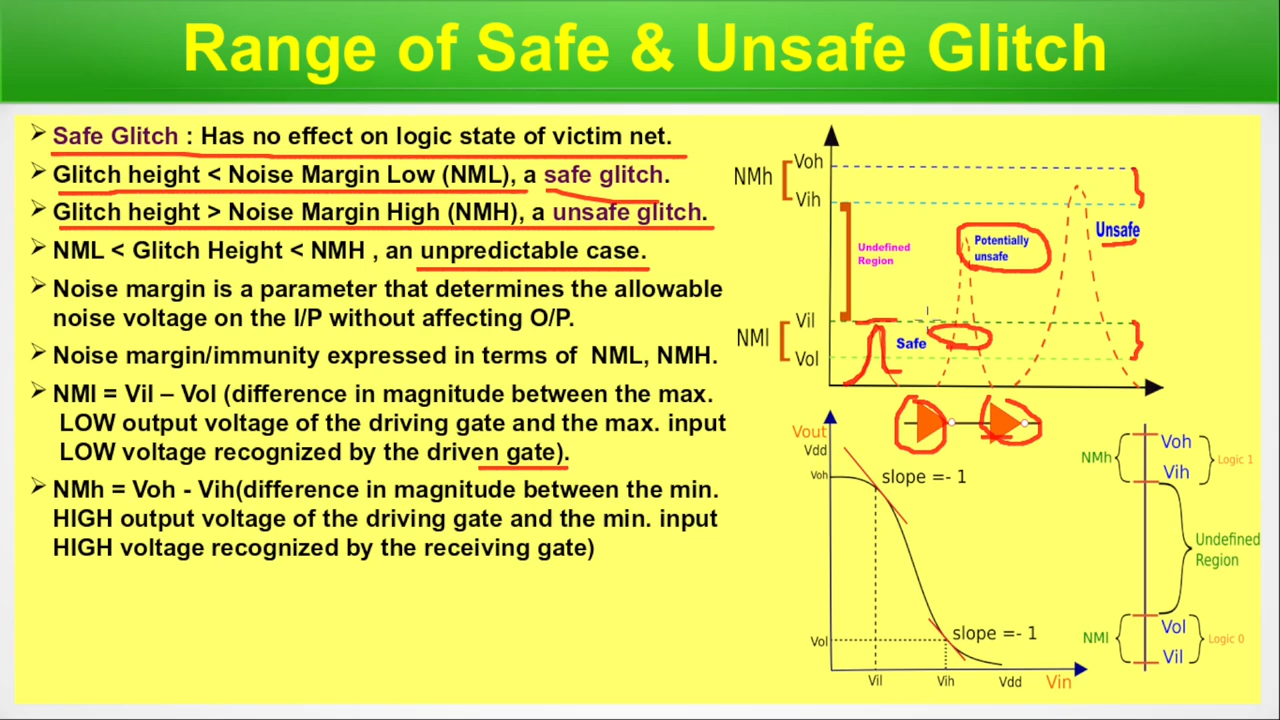 Range of Safe & Unsafe Glitch
Safe Glitch : Has no effect on logic state of victim net.
Glitch height < Noise Margin Low (NML), a safe glitch.
Glitch height > Noise Margin High (NMH), a unsafe glitch.
NML < Glitch Height < NMH , an unpredictable case.
Noise margin is a parameter that determines the allowable
noise voltage on the I/P without affecting O/P.
Noise margin/immunity expressed in terms of NML, NMH.
NMl = Vil – Vol (difference in magnitude between the max.
LOW output voltage of the driving gate and the max. input
LOW voltage recognized by the driven gate).
NMh = Voh - Vih(difference in magnitude between the min.
HIGH output voltage of the driving gate and the min. input
HIGH voltage recognized by the receiving gate)
NMh
Voh
Vih
Undefined
Region
Potentially
unsafe
Unsafe
NMl
Vil
Vol
Safe
Vout
Vdd
Voh
slope =- 1
Vol
slope =- 1
Vil
Vih
Vdd
Vin
NMh
Voh
Vih
Logic 1
Undefined
Region
NMl
Vol
Vil
Logic 0